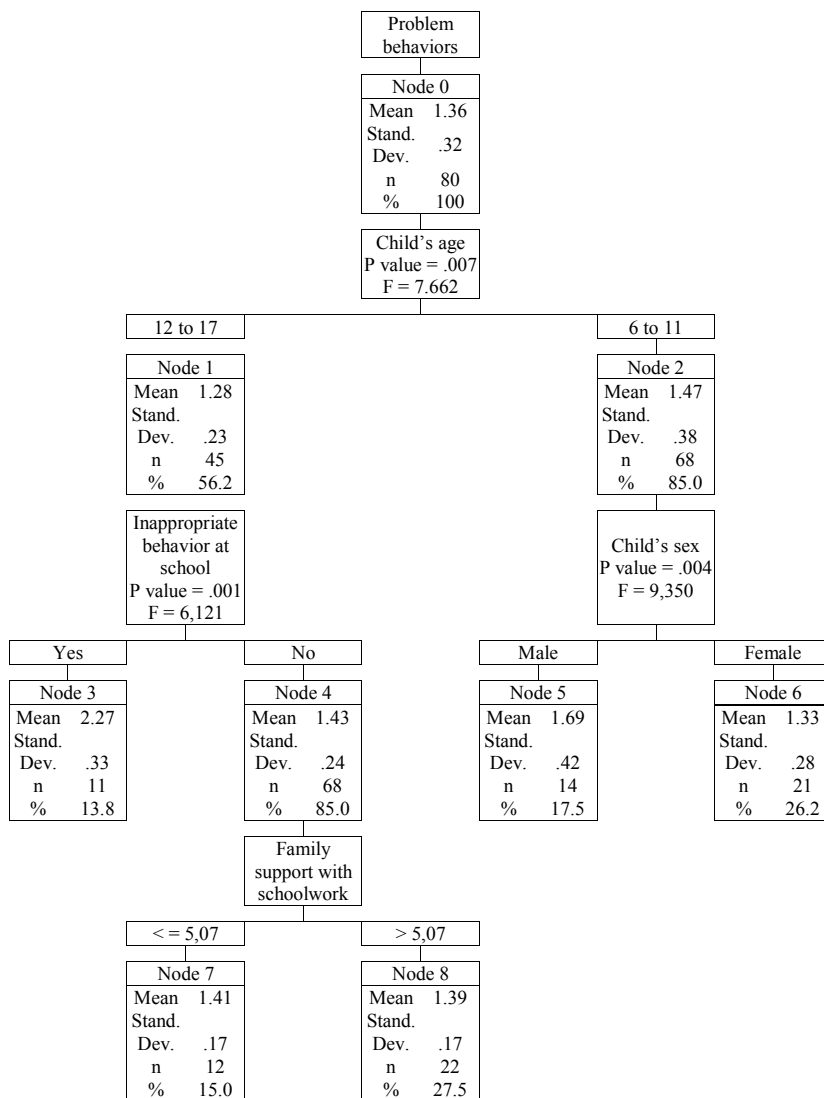 Problem
behaviors
Node 0
Mean 1.36
Stand.
Dev. .32
n 80
% 100
Child's age
P value = .007
F = 7.662
12 to 17
6 to 11
Node 1
Mean 1.28
Stand.
Dev. .23
n 45
% 56.2
Node 2
Mean 1.47
Stand.
Dev. .38
n 68
% 85.0
Inappropriate
behavior at
school
P value = .001
F = 6,121
Child's sex
P value = .004
F = 9,350
Yes
No
Male
Female
Node 3
Mean 2.27
Stand.
Dev. .33
n 11
% 13.8
Node 4
Mean 1.43
Stand.
Dev. .24
n 68
% 85.0
Node 5
Mean 1.69
Stand.
Dev. .42
n 14
% 17.5
Node 6
Mean 1.33
Stand.
Dev. .28
n 21
% 26.2
Family
support with
schoolwork
< = 5,07
> 5,07
Node 7
Mean 1.41
Stand.
Dev. .17
n 12
% 15.0
Node 8
Mean 1.39
Stand.
Dev. .17
n 22
% 27.5